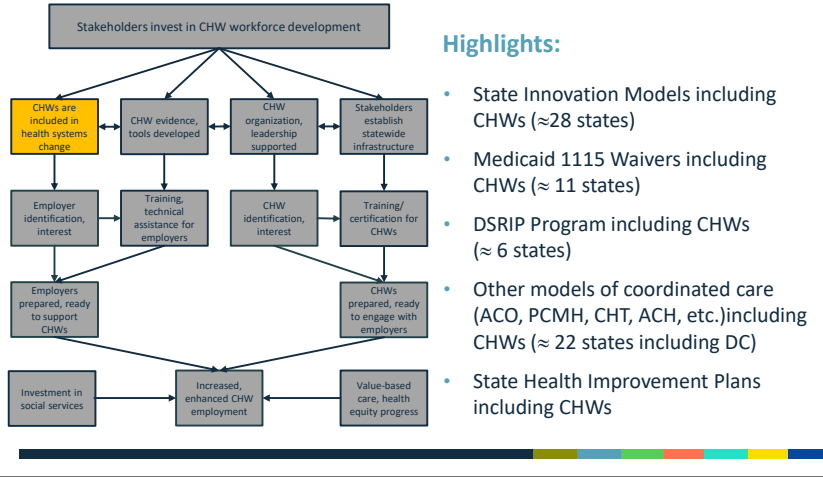 Stakeholders invest in CHW workforce development
CHWs are
included in
health systems
change
CHW evidence,
tools developed
CHW
organization,
leadership
supported
Stakeholders
establish
statewide
infrastructure
Employer
identification,
interest
Training,
technical
assistance for
employers
CHW
identification,
interest
Training/
certification for
CHWs
Employers
prepared, ready
to support
CHWs
CHWs
prepared, ready
to engage with
employers
Investment in
social services
Increased,
enhanced CHW
employment
Value-based
care, health
equity progress
Highlights:
• State Innovation Models including
CHWs (≈28 states)
• Medicaid 1115 Waivers including
CHWs (≈ 11 states)
• DSRIP Program including CHWs
(≈ 6 states)
• Other models of coordinated care
(ACO, PCMH, CHT, ACH, etc.)including
CHWs (≈ 22 states including DC)
• State Health Improvement Plans
including CHWs